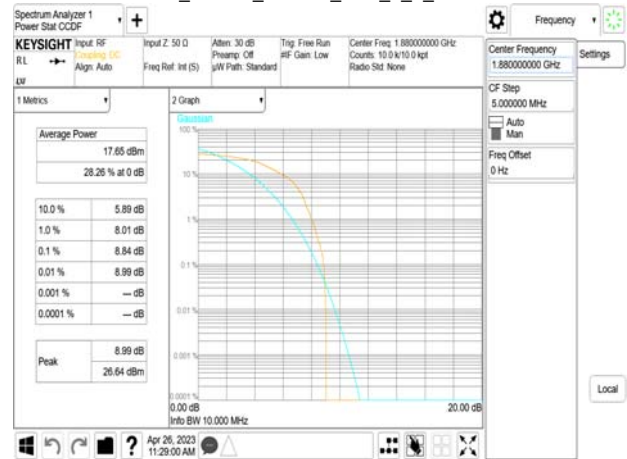 Spectrum Analyzer 1
Power Stat CCDF
+
Frequency
KEYSIGHT
RL
Input: RF
Coupling: DC
Align: Auto
Input Z: 50 Ω
Freq Ref: Int (S)
Atten: 30 dB
Preamp: Off
µW Path: Standard
Trig: Free Run
#IF Gain: Low
Center Freq: 1.880000000 GHz
Counts: 10.0 k/10.0 kpt
Radio Std: None
Center Frequency
1.880000000 GHz
Settings
CF Step
5.000000 MHz
Auto
Man
Freq Offset
0 Hz
1 Metrics
2 Graph
Gaussian
Average Power
17.65 dBm
28.26 % at 0 dB
10.0 % 5.89 dB
1.0 % 8.01 dB
0.1 % 8.84 dB
0.01 % 8.99 dB
0.001 % --- dB
0.0001 % --- dB
Peak
8.99 dB
26.64 dBm
100 %
10 %
1 %
0.1 %
0.01 %
0.001 %
0.0001 %
0.00 dB
20.00 dB
Info BW 10.000 MHz
Local
?
Apr 26, 2023
11:29:00 AM